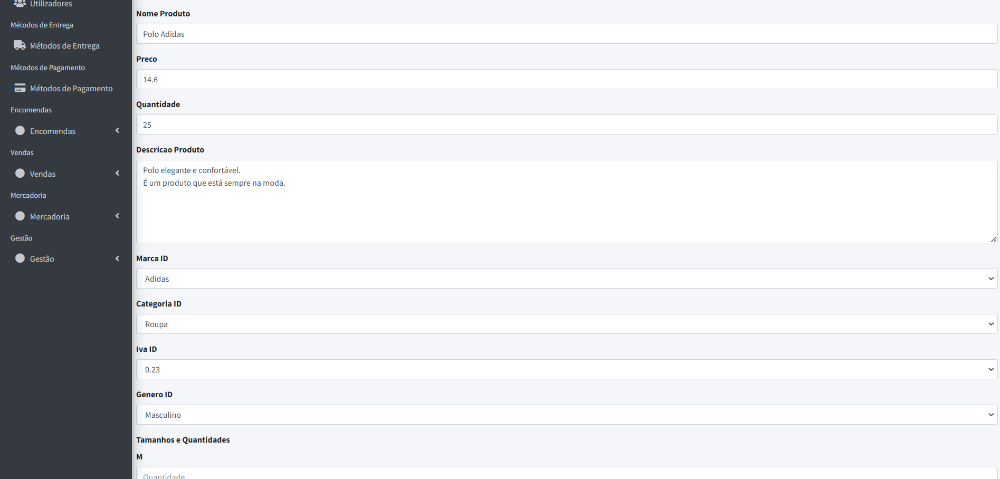 Utilizadores
Métodos de Entrega
Métodos de Entrega
Métodos de Pagamento
Métodos de Pagamento
Encomendas
Encomendas
Vendas
Vendas
Mercadoria
Mercadoria
Gestão
Gestão
Nome Produto
Polo Adidas
Preco
14.6
Quantidade
25
Descricao Produto
Polo elegante e confortável.
É um produto que está sempre na moda.
Marca ID
Adidas
Categoria ID
Roupa
Iva ID
0.23
Genero ID
Masculino
Tamanhos e Quantidades
M
Quantidade